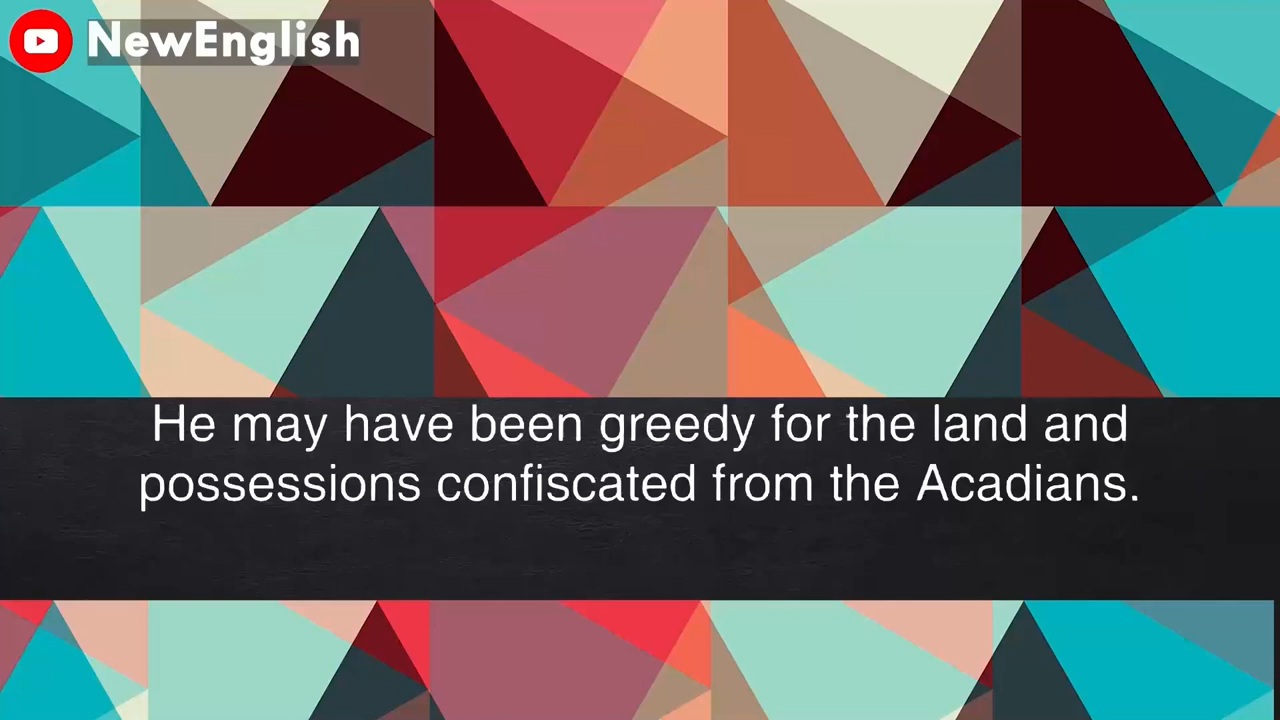 NewEnglish
He may have been greedy for the land and
possessions confiscated from the Acadians.